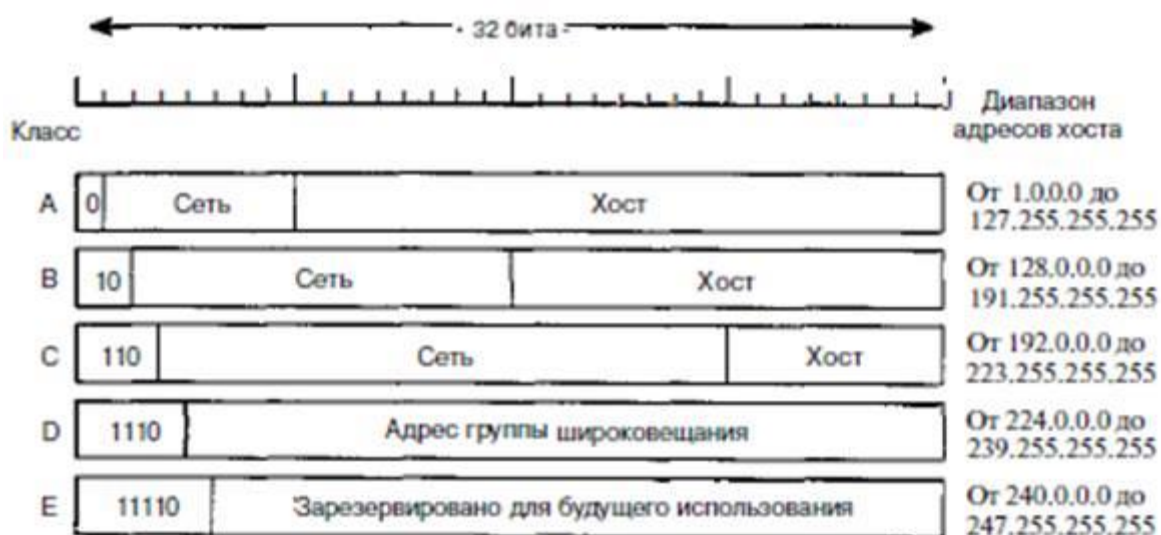 - 32 бита -
Диапазон
адресов хоста
Класс
A 0 Сеть Хост От 1.0.0.0 до
127.255.255.255
B 10 Сеть Хост От 128.0.0.0 до
191.255.255.255
C 110 Сеть Хост От 192.0.0.0 до
223.255.255.255
D 1110 Адрес группы широковещания От 224.0.0.0 до
239.255.255.255
E 11110 Зарезервировано для будущего использования От 240.0.0.0 до
247.255.255.255